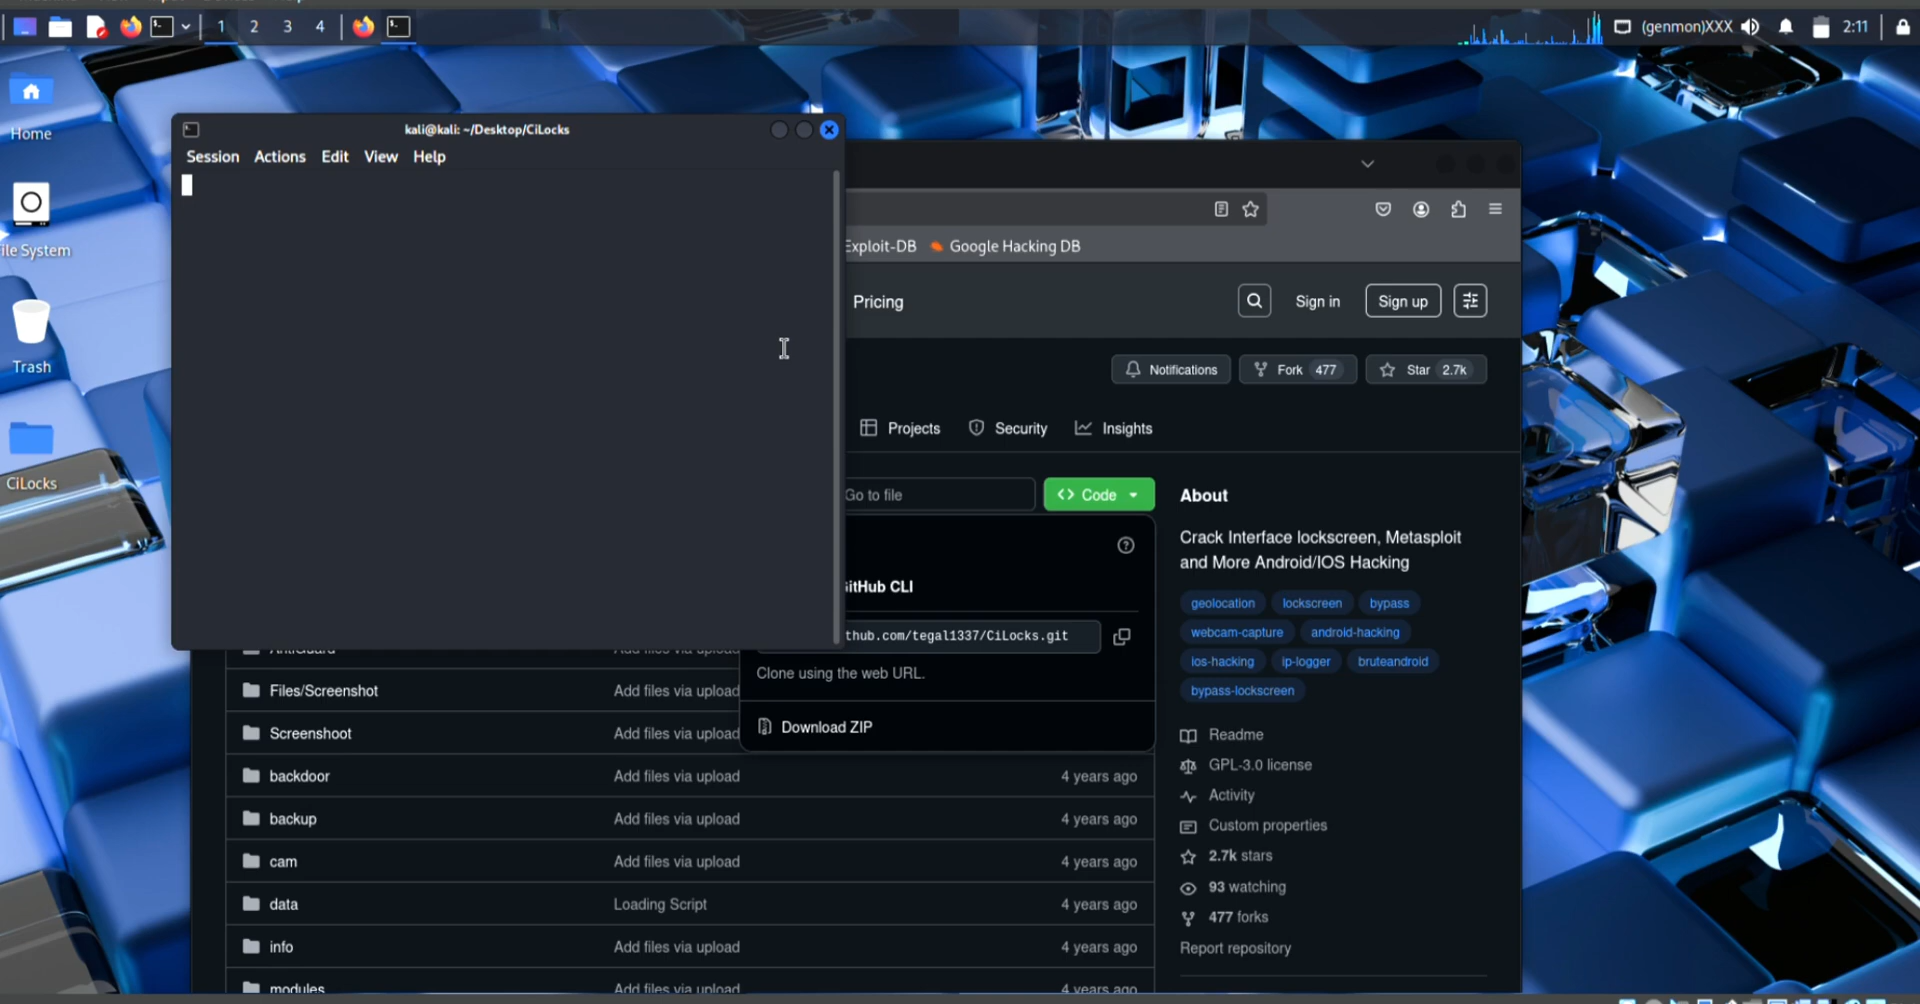 1 2 3 4
(genmon)XXX 2:11
Home
File System
Trash
CiLocks
kali@kali: ~/Desktop/CiLocks
Session Actions Edit View Help
Exploit-DB Google Hacking DB
Pricing Sign in Sign up
Notifications Fork 477 Star 2.7k
Projects Security Insights
Go to file Code
GitHub CLI
thub.com/tegal1337/CiLocks.git
Clone using the web URL.
Download ZIP
AntiGuard Add files via upload
Files/Screenshot Add files via upload
Screenshoot Add files via upload
backdoor Add files via upload 4 years ago
backup Add files via upload 4 years ago
cam Add files via upload 4 years ago
data Loading Script 4 years ago
info Add files via upload 4 years ago
modules Add files via upload 4 years ago
About
Crack Interface lockscreen, Metasploit
and More Android/IOS Hacking
geolocation lockscreen bypass
webcam-capture android-hacking
ios-hacking ip-logger bruteandroid
bypass-lockscreen
Readme
GPL-3.0 license
Activity
Custom properties
2.7k stars
93 watching
477 forks
Report repository